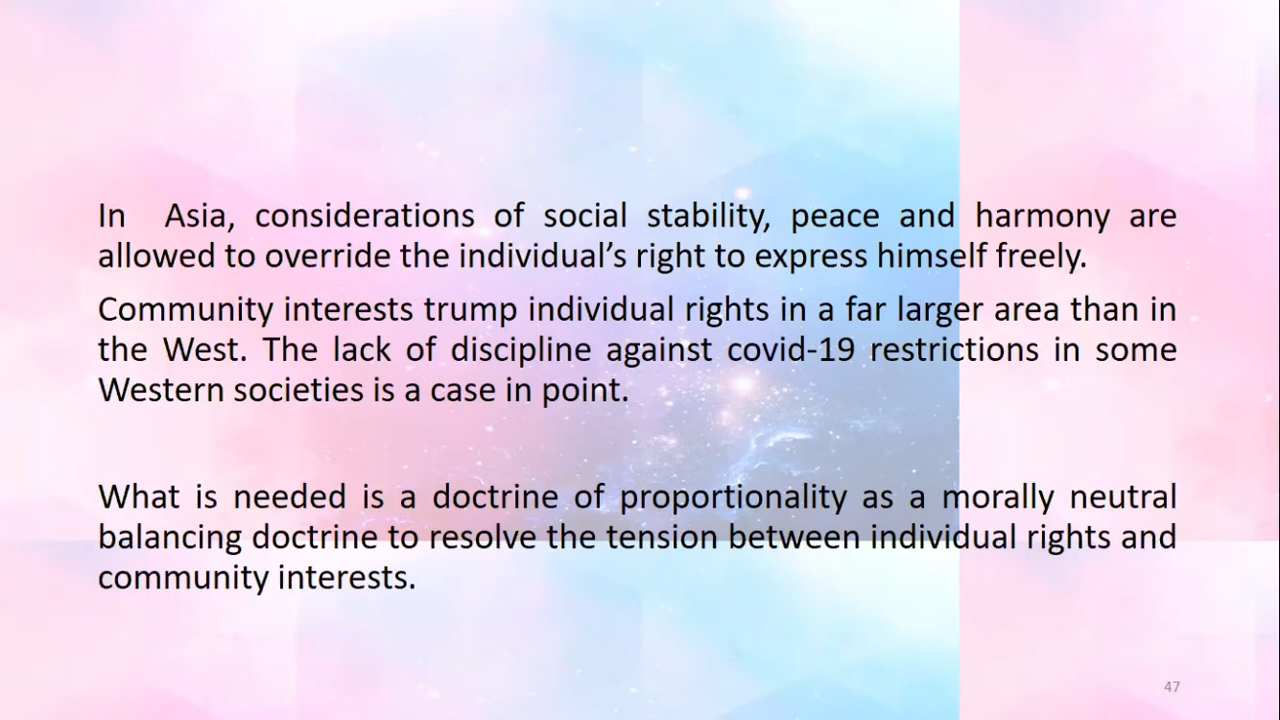 In Asia, considerations of social stability, peace and harmony are
allowed to override the individual’s right to express himself freely.
Community interests trump individual rights in a far larger area than in
the West. The lack of discipline against covid-19 restrictions in some
Western societies is a case in point.
What is needed is a doctrine of proportionality as a morally neutral
balancing doctrine to resolve the tension between individual rights and
community interests.
47